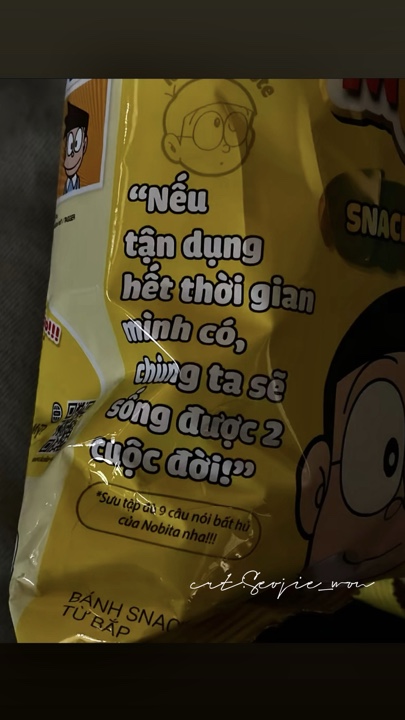 SNAC
“Nếu
tận dụng
hết thời gian
mình có,
chúng ta sẽ
sống được 2
cuộc đời!”
*Sưu tập đủ 9 câu nói bất hủ
của Nobita nha!!!
BÁNH SNAC
TỪ BẮP